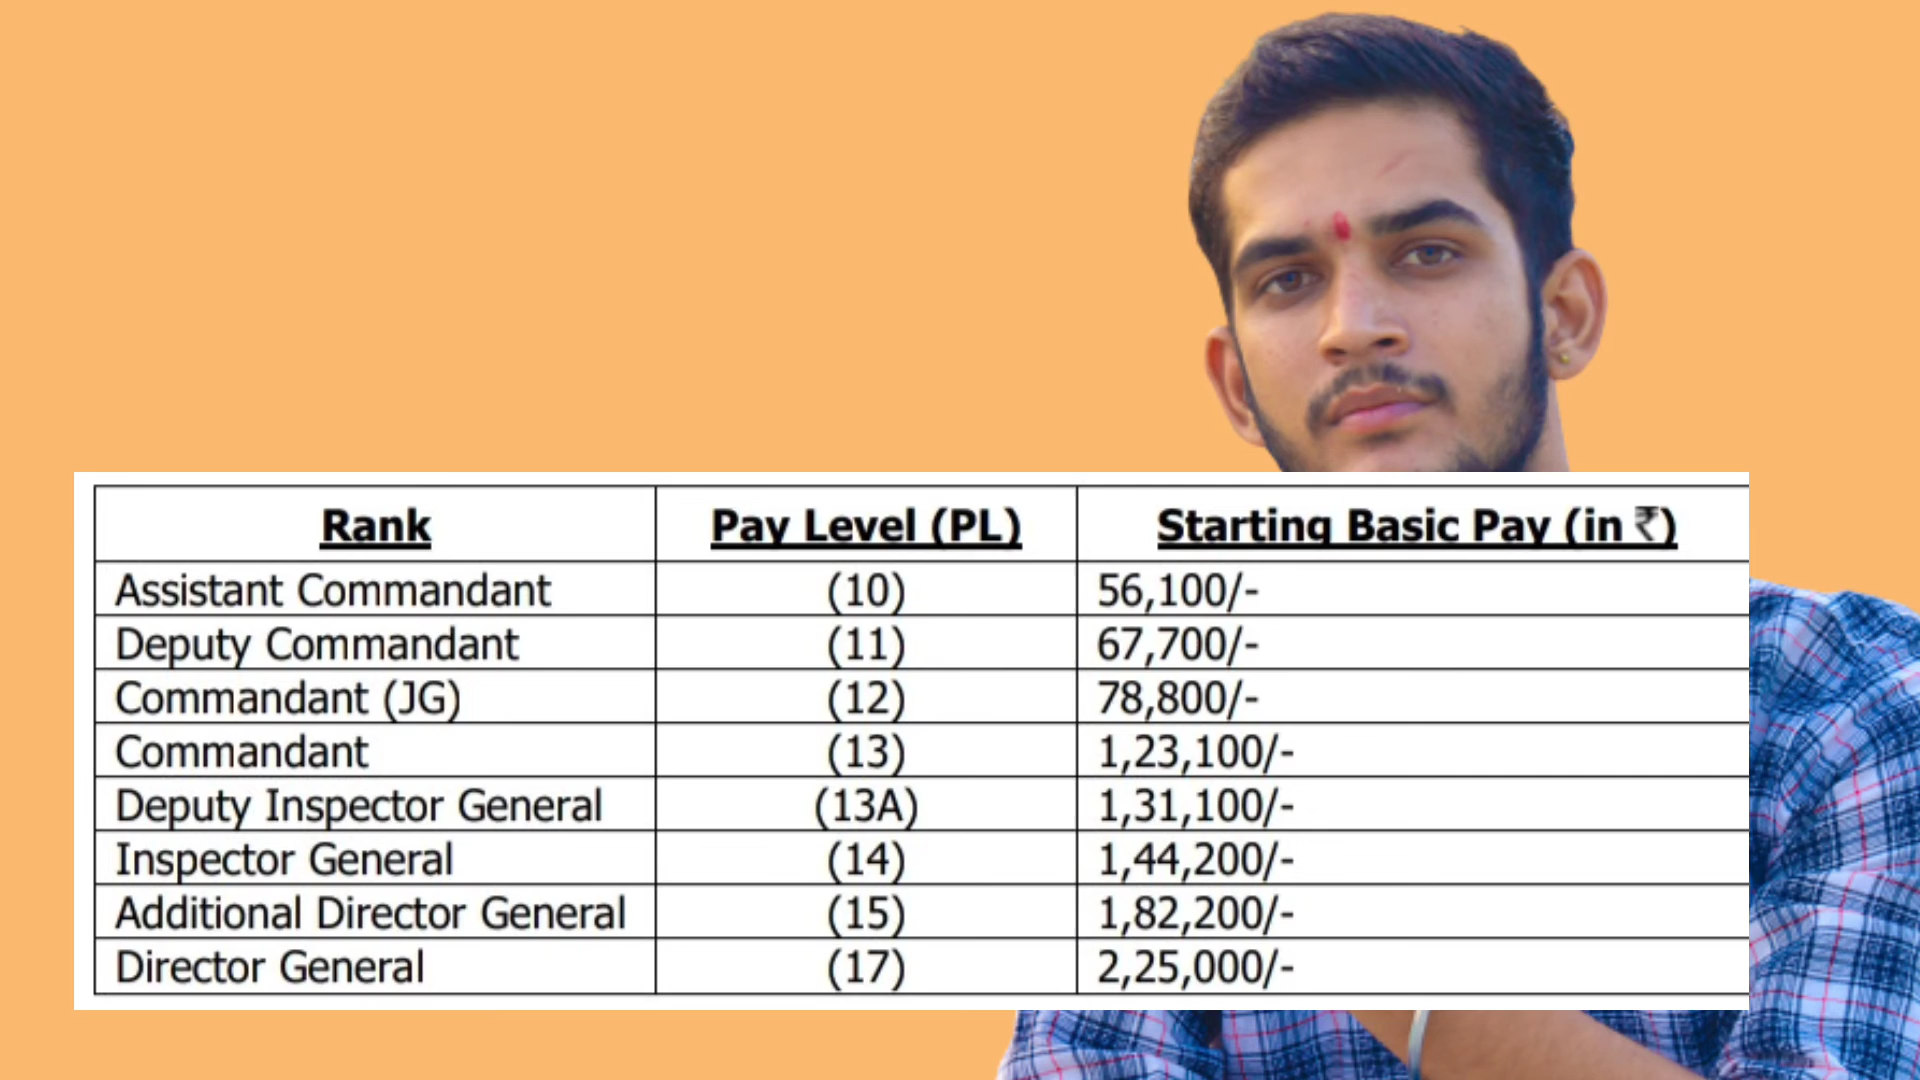 Rank Pay Level (PL) Starting Basic Pay (in ₹)
Assistant Commandant (10) 56,100/-
Deputy Commandant (11) 67,700/-
Commandant (JG) (12) 78,800/-
Commandant (13) 1,23,100/-
Deputy Inspector General (13A) 1,31,100/-
Inspector General (14) 1,44,200/-
Additional Director General (15) 1,82,200/-
Director General (17) 2,25,000/-